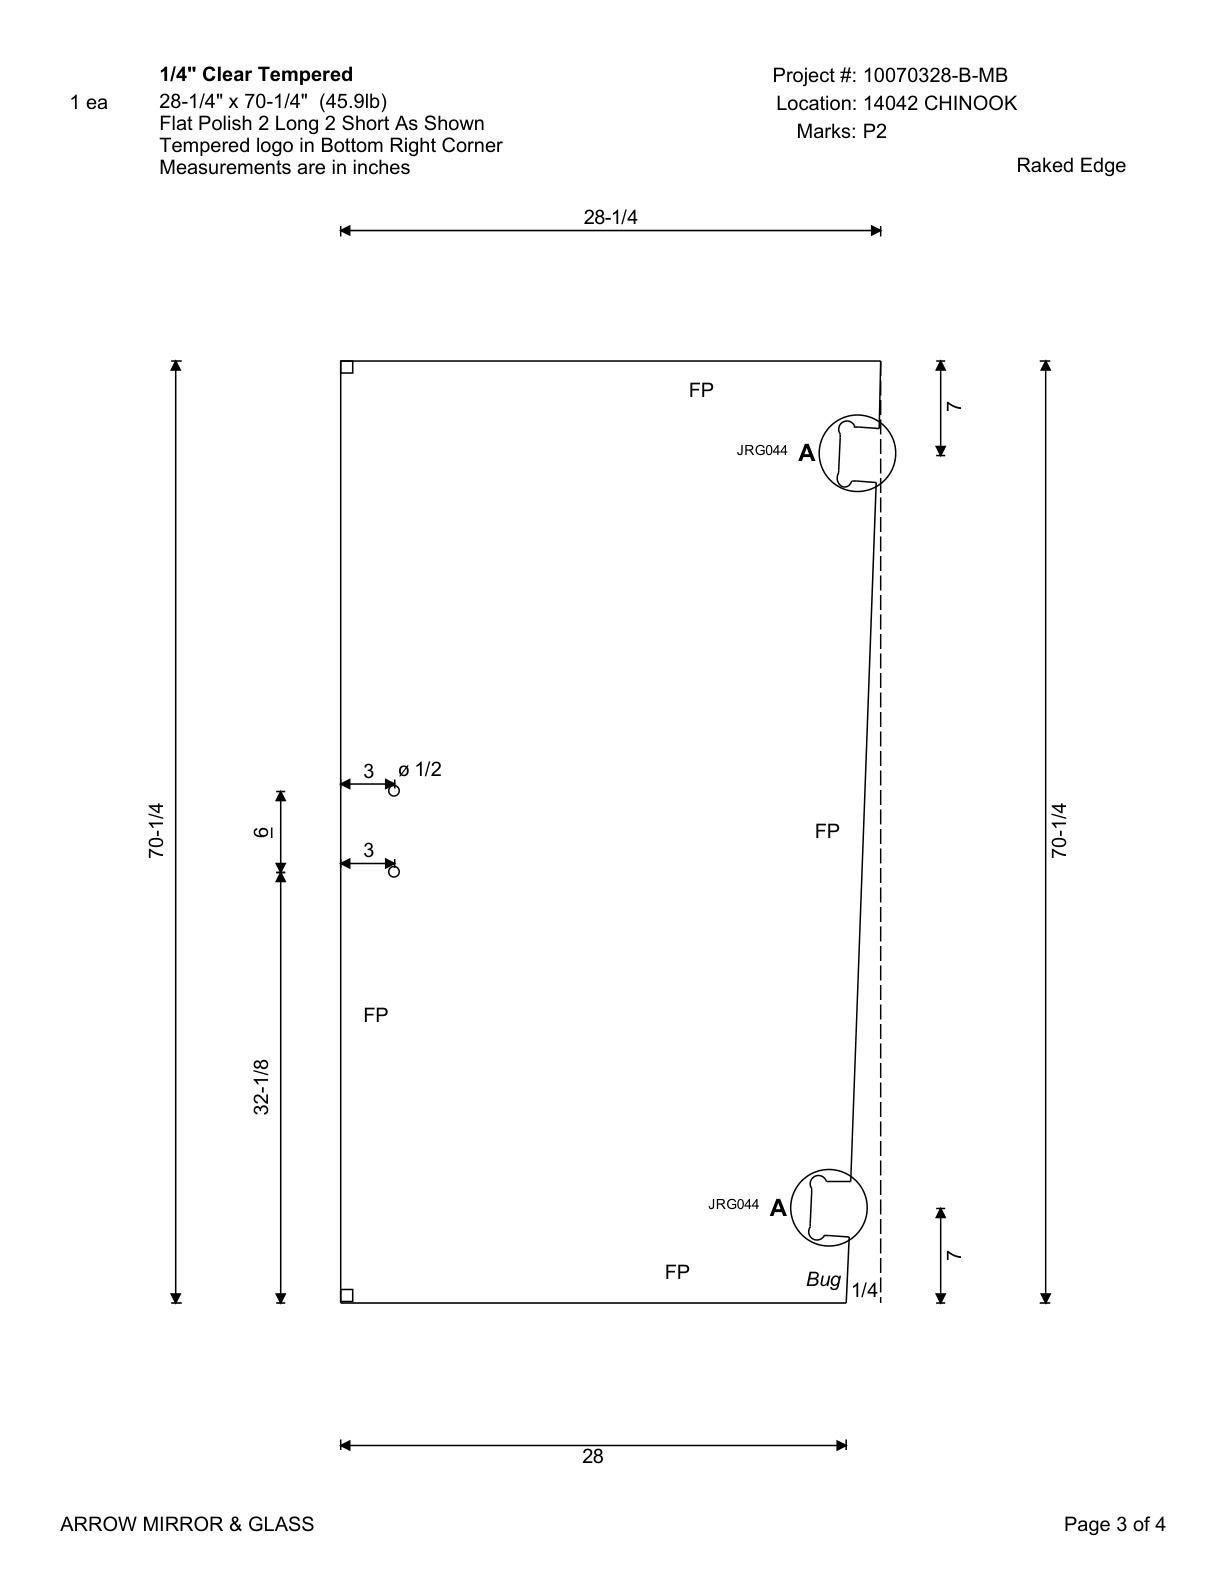 1/4" Clear Tempered
1 ea
28-1/4" x 70-1/4" (45.9lb)
Flat Polish 2 Long 2 Short As Shown
Tempered logo in Bottom Right Corner
Measurements are in inches
Project #: 10070328-B-MB
Location: 14042 CHINOOK
Marks: P2
Raked Edge
28-1/4
FP
7
JRG044 A
3
ø 1/2
6
3
70-1/4
FP
70-1/4
FP
32-1/8
JRG044 A
7
FP
Bug
1/4
28
ARROW MIRROR & GLASS
Page 3 of 4